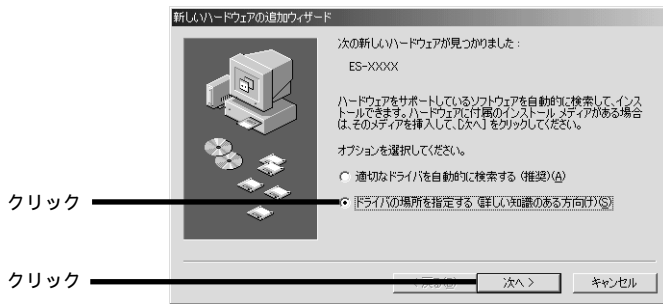 新しいハードウェアの追加ウィザード
次の新しいハードウェアが見つかりました:
ES-XXXX
ハードウェアをサポートしているソフトウェアを自動的に検索して、インス
トールできます。ハードウェアに付属のインストール メディアがある場合
は、そのメディアを挿入して、[次へ] をクリックしてください。
オプションを選択してください。
適切なドライバを自動的に検索する (推奨)(A)
クリック
ドライバの場所を指定する (詳しい知識のある方向け)(S)
クリック
< 戻る(B)
次へ >
キャンセル